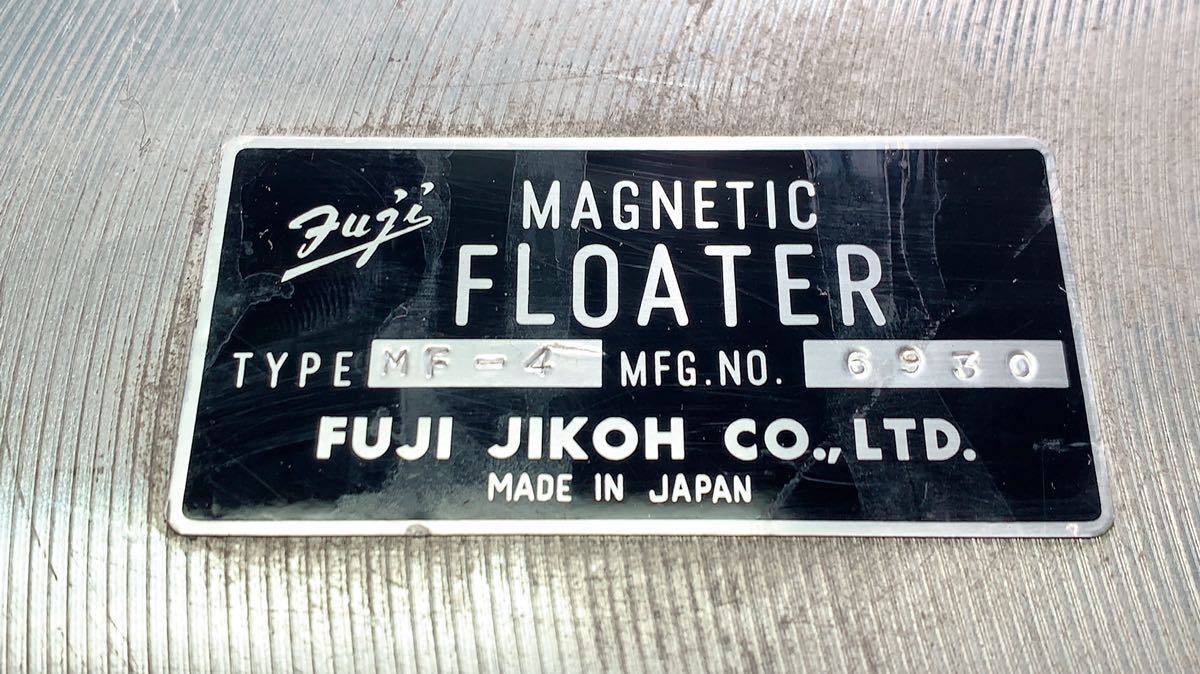 Fuji
MAGNETIC
FLOATER
TYPE MF-4 MFG.NO. 6930
FUJI JIKOH CO.,LTD.
MADE IN JAPAN